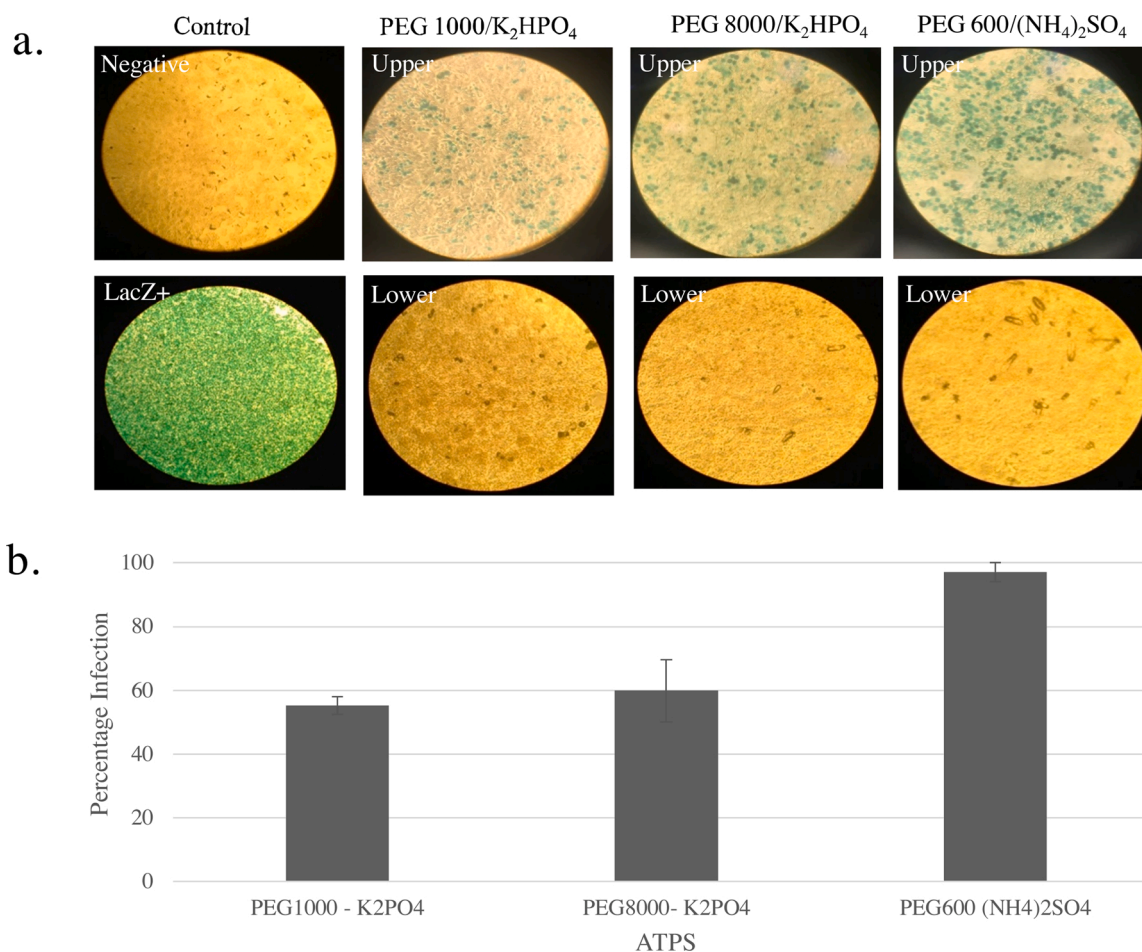 a.
Control
PEG 1000/K₂HPO₄
PEG 8000/K₂HPO₄
PEG 600/(NH₄)₂SO₄
Negative
Upper
Upper
Upper
LacZ+
Lower
Lower
Lower
b.
Percentage Infection
100
80
60
40
20
0
PEG1000 - K2PO4
PEG8000- K2PO4
PEG600 (NH4)2SO4
ATPS